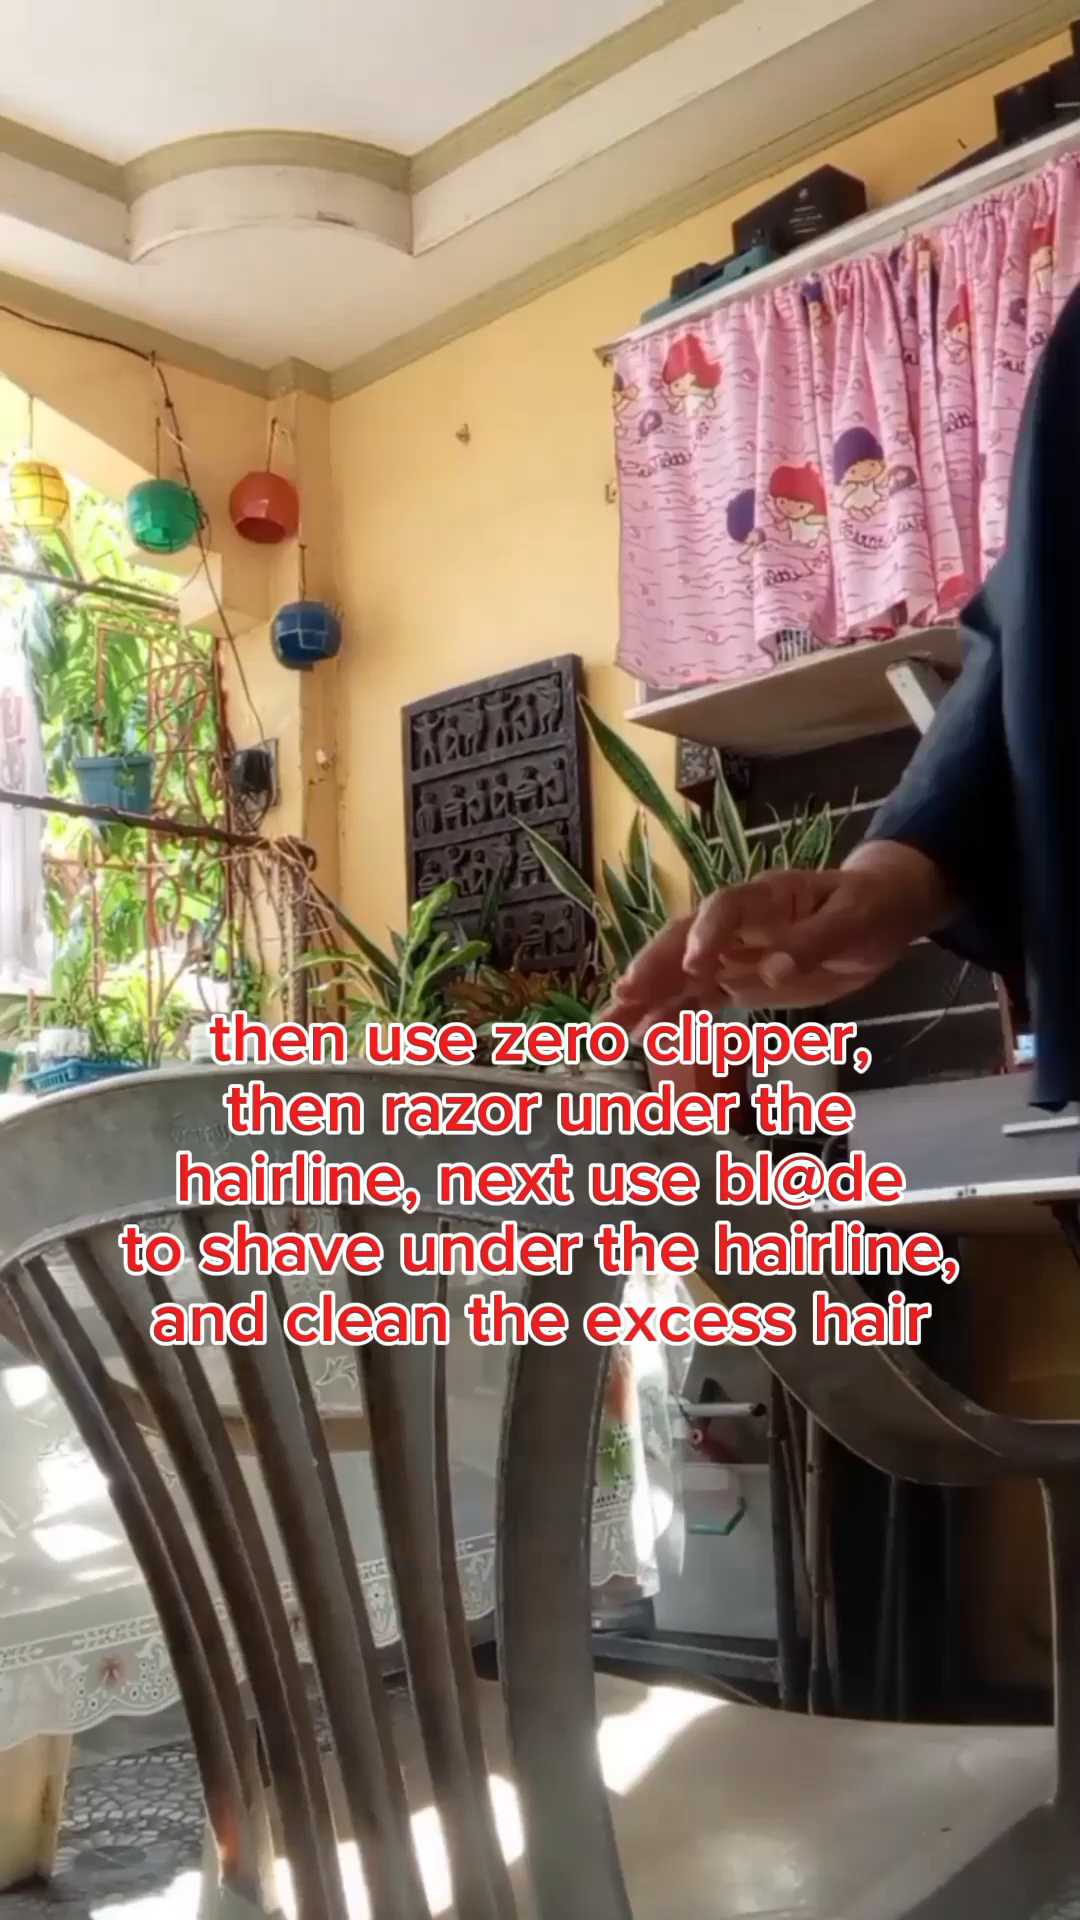 then use zero clipper,
then razor under the
hairline, next use bl@de
to shave under the hairline,
and clean the excess hair